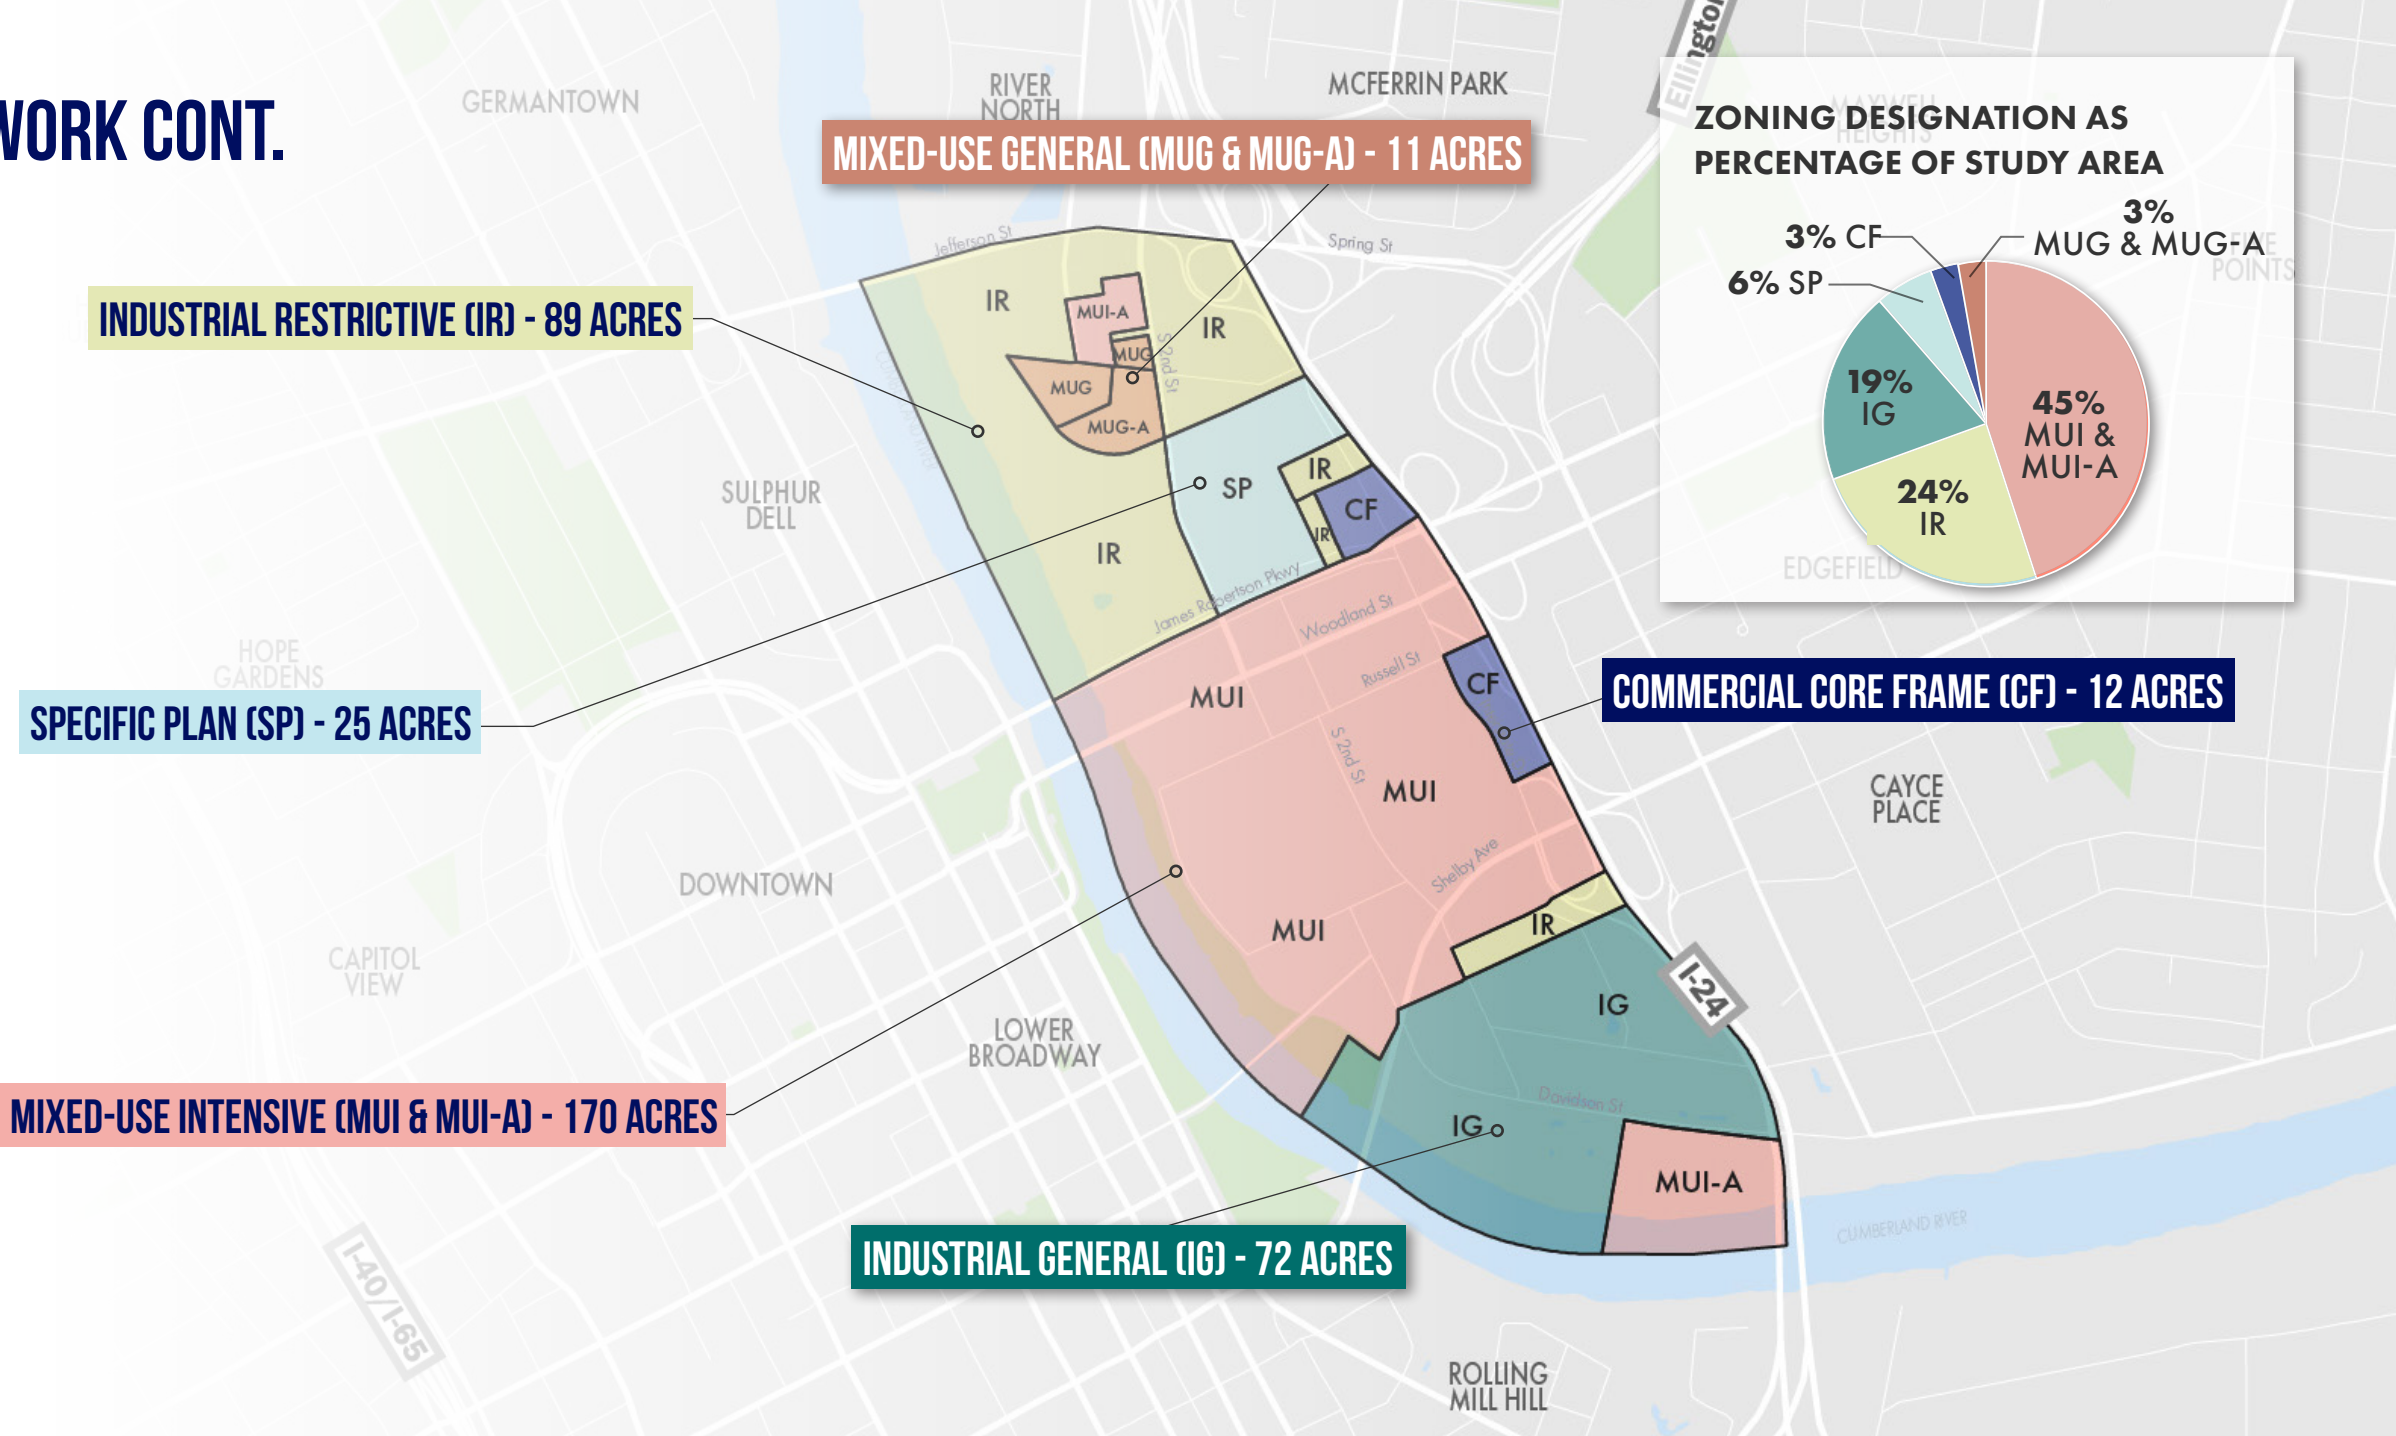 WORK CONT.
GERMANTOWN
RIVER
NORTH
MCFERRIN PARK
Ellington
MIXED-USE GENERAL (MUG & MUG-A) - 11 ACRES
ZONING DESIGNATION AS
PERCENTAGE OF STUDY AREA
MAXWELL
HEIGHTS
3%
MUG & MUG-A
3% CF
6% SP
FIVE
POINTS
19%
IG
45%
MUI &
MUI-A
24%
IR
EDGEFIELD
Jefferson St
Spring St
INDUSTRIAL RESTRICTIVE (IR) - 89 ACRES
IR
MUI-A
IR
MUG
S 2nd St
MUG
MUG-A
SULPHUR
DELL
SP
IR
CF
IR
IR
James Robertson Pkwy
Woodland St
HOPE
GARDENS
Russell St
SPECIFIC PLAN (SP) - 25 ACRES
MUI
CF
COMMERCIAL CORE FRAME (CF) - 12 ACRES
S 2nd St
MUI
CAYCE
PLACE
DOWNTOWN
Shelby Ave
MUI
IR
CAPITOL
VIEW
I-24
IG
LOWER
BROADWAY
MIXED-USE INTENSIVE (MUI & MUI-A) - 170 ACRES
Davidson St
IG
MUI-A
CUMBERLAND RIVER
INDUSTRIAL GENERAL (IG) - 72 ACRES
I-40/I-65
ROLLING
MILL HILL